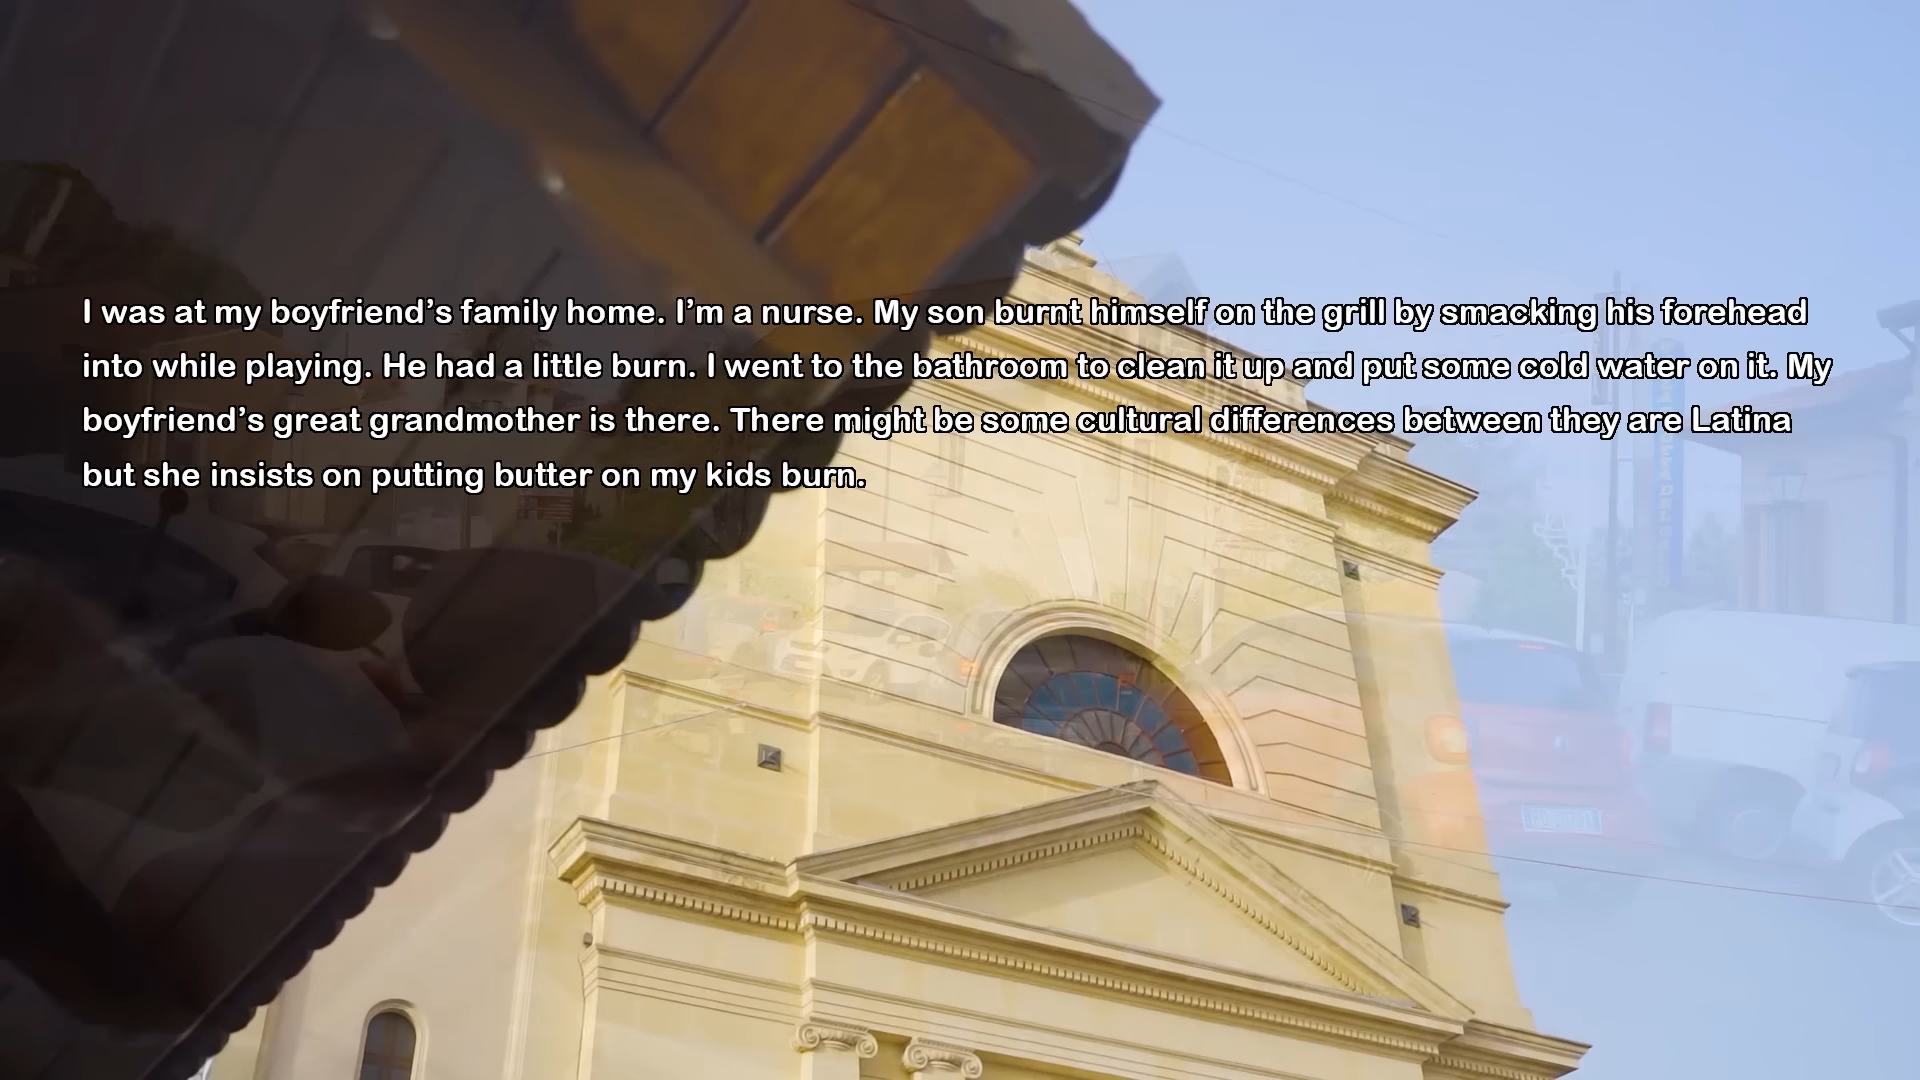 I was at my boyfriend’s family home. I’m a nurse. My son burnt himself on the grill by smacking his forehead
into while playing. He had a little burn. I went to the bathroom to clean it up and put some cold water on it. My
boyfriend’s great grandmother is there. There might be some cultural differences between they are Latina
but she insists on putting butter on my kids burn.